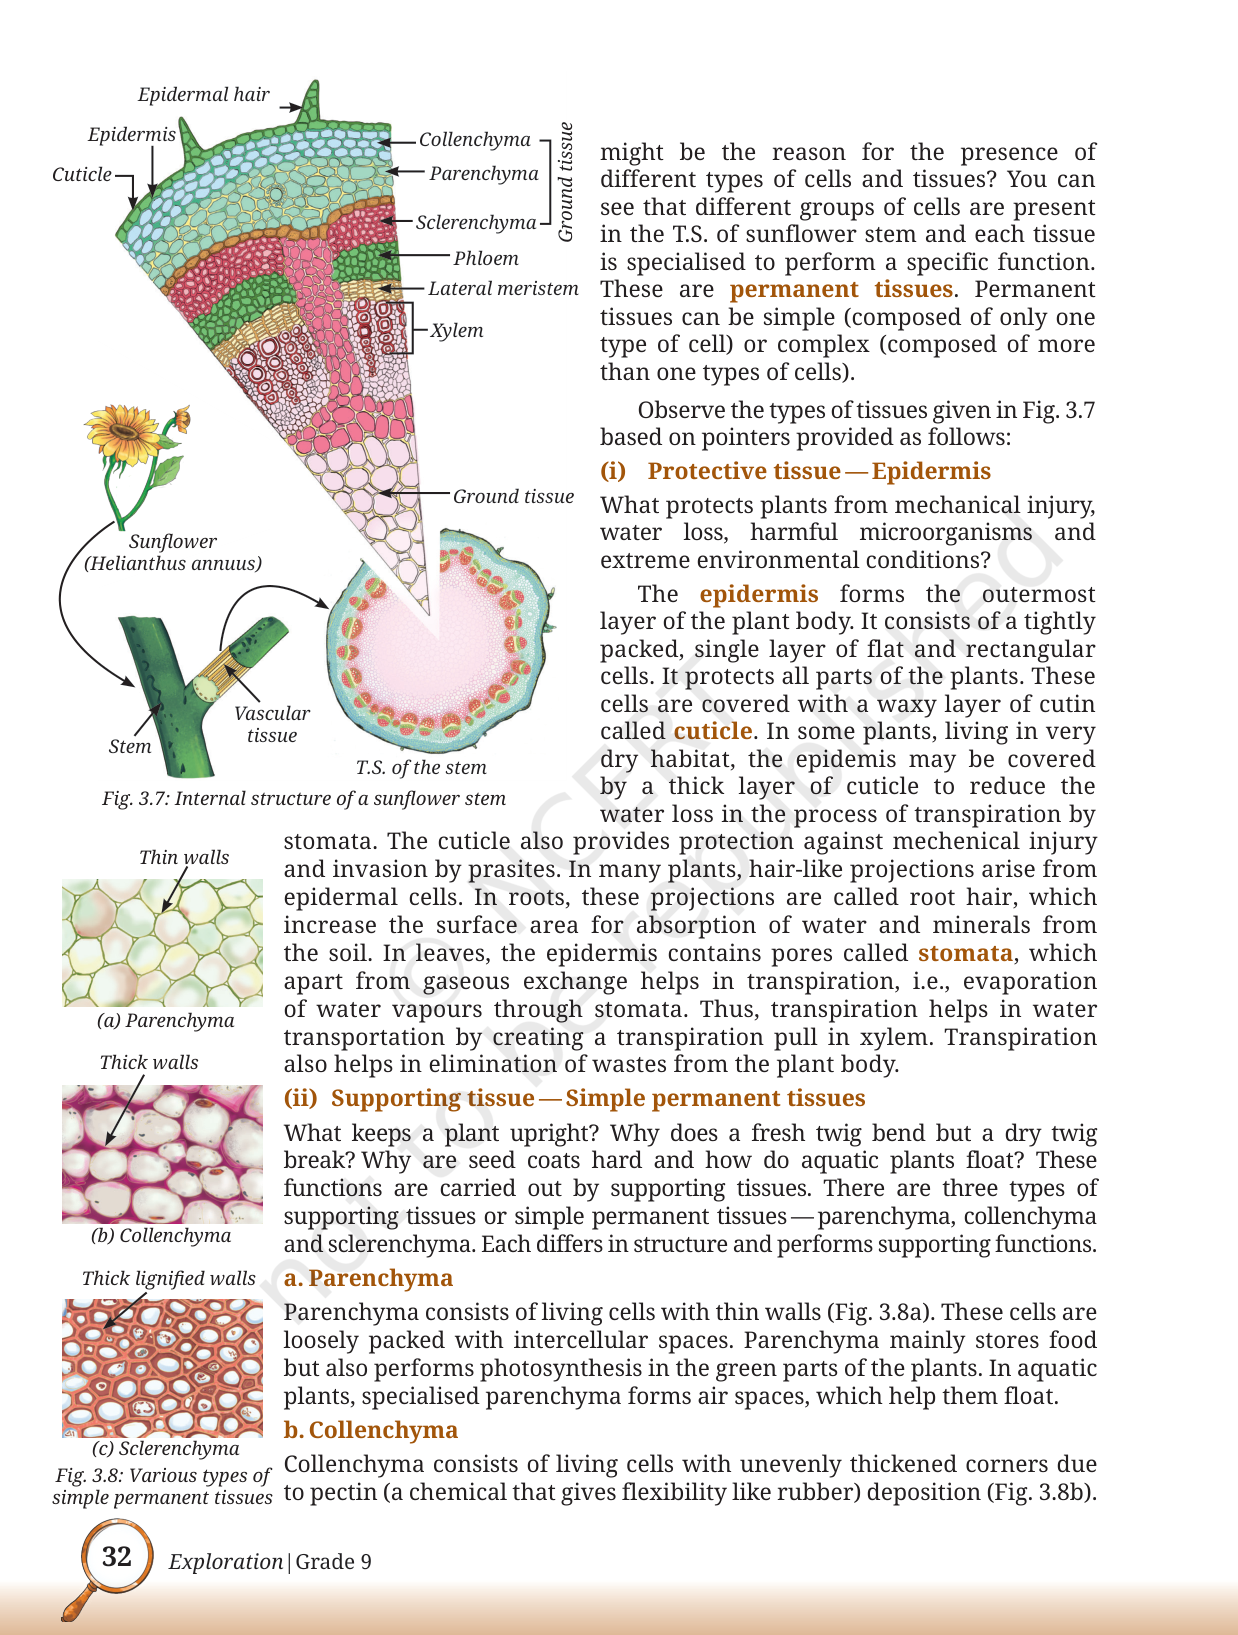 Epidermal hair
Epidermis
Cuticle
Collenchyma
Parenchyma
Sclerenchyma
Ground tissue
Phloem
Lateral meristem
Xylem
Ground tissue
Sunflower
(Helianthus annuus)
Vascular
tissue
Stem
T.S. of the stem
Fig. 3.7: Internal structure of a sunflower stem
might be the reason for the presence of
different types of cells and tissues? You can
see that different groups of cells are present
in the T.S. of sunflower stem and each tissue
is specialised to perform a specific function.
These are permanent tissues. Permanent
tissues can be simple (composed of only one
type of cell) or complex (composed of more
than one types of cells).
Observe the types of tissues given in Fig. 3.7
based on pointers provided as follows:
(i) Protective tissue — Epidermis
What protects plants from mechanical injury,
water loss, harmful microorganisms and
extreme environmental conditions?
The epidermis forms the outermost
layer of the plant body. It consists of a tightly
packed, single layer of flat and rectangular
cells. It protects all parts of the plants. These
cells are covered with a waxy layer of cutin
called cuticle. In some plants, living in very
dry habitat, the epidemis may be covered
by a thick layer of cuticle to reduce the
water loss in the process of transpiration by
stomata. The cuticle also provides protection against mechenical injury
and invasion by prasites. In many plants, hair-like projections arise from
epidermal cells. In roots, these projections are called root hair, which
increase the surface area for absorption of water and minerals from
the soil. In leaves, the epidermis contains pores called stomata, which
apart from gaseous exchange helps in transpiration, i.e., evaporation
of water vapours through stomata. Thus, transpiration helps in water
transportation by creating a transpiration pull in xylem. Transpiration
also helps in elimination of wastes from the plant body.
(ii) Supporting tissue — Simple permanent tissues
What keeps a plant upright? Why does a fresh twig bend but a dry twig
break? Why are seed coats hard and how do aquatic plants float? These
functions are carried out by supporting tissues. There are three types of
supporting tissues or simple permanent tissues — parenchyma, collenchyma
and sclerenchyma. Each differs in structure and performs supporting functions.
a. Parenchyma
Parenchyma consists of living cells with thin walls (Fig. 3.8a). These cells are
loosely packed with intercellular spaces. Parenchyma mainly stores food
but also performs photosynthesis in the green parts of the plants. In aquatic
plants, specialised parenchyma forms air spaces, which help them float.
b. Collenchyma
Collenchyma consists of living cells with unevenly thickened corners due
to pectin (a chemical that gives flexibility like rubber) deposition (Fig. 3.8b).
Thin walls
(a) Parenchyma
Thick walls
(b) Collenchyma
Thick lignified walls
(c) Sclerenchyma
Fig. 3.8: Various types of
simple permanent tissues
32
Exploration | Grade 9
© NCERT
not to be republished